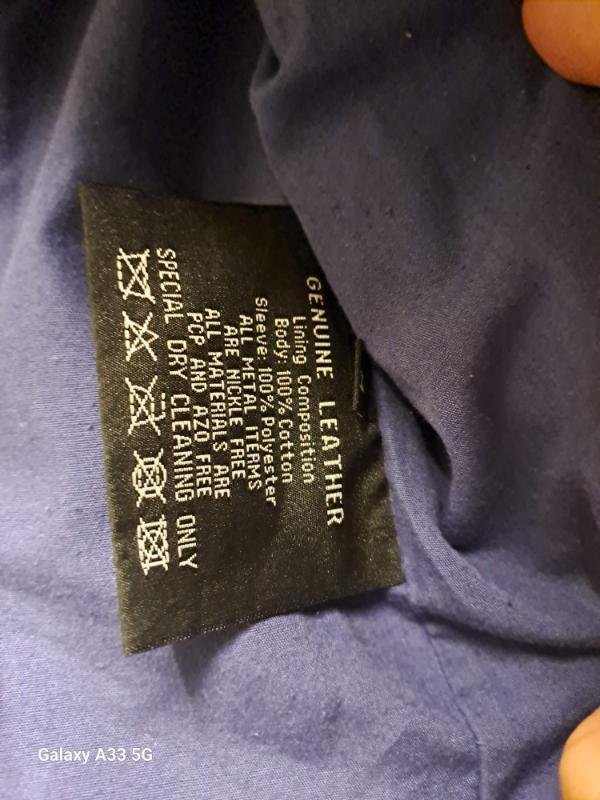 GENUINE LEATHER
Lining Composition
Body: 100% Cotton
Sleeve: 100% Polyester
ALL METAL ITERMS
ARE NICKLE FREE
ALL MATERIALS ARE
PCP AND AZO FREE
SPECIAL DRY CLEANING ONLY
Galaxy A33 5G